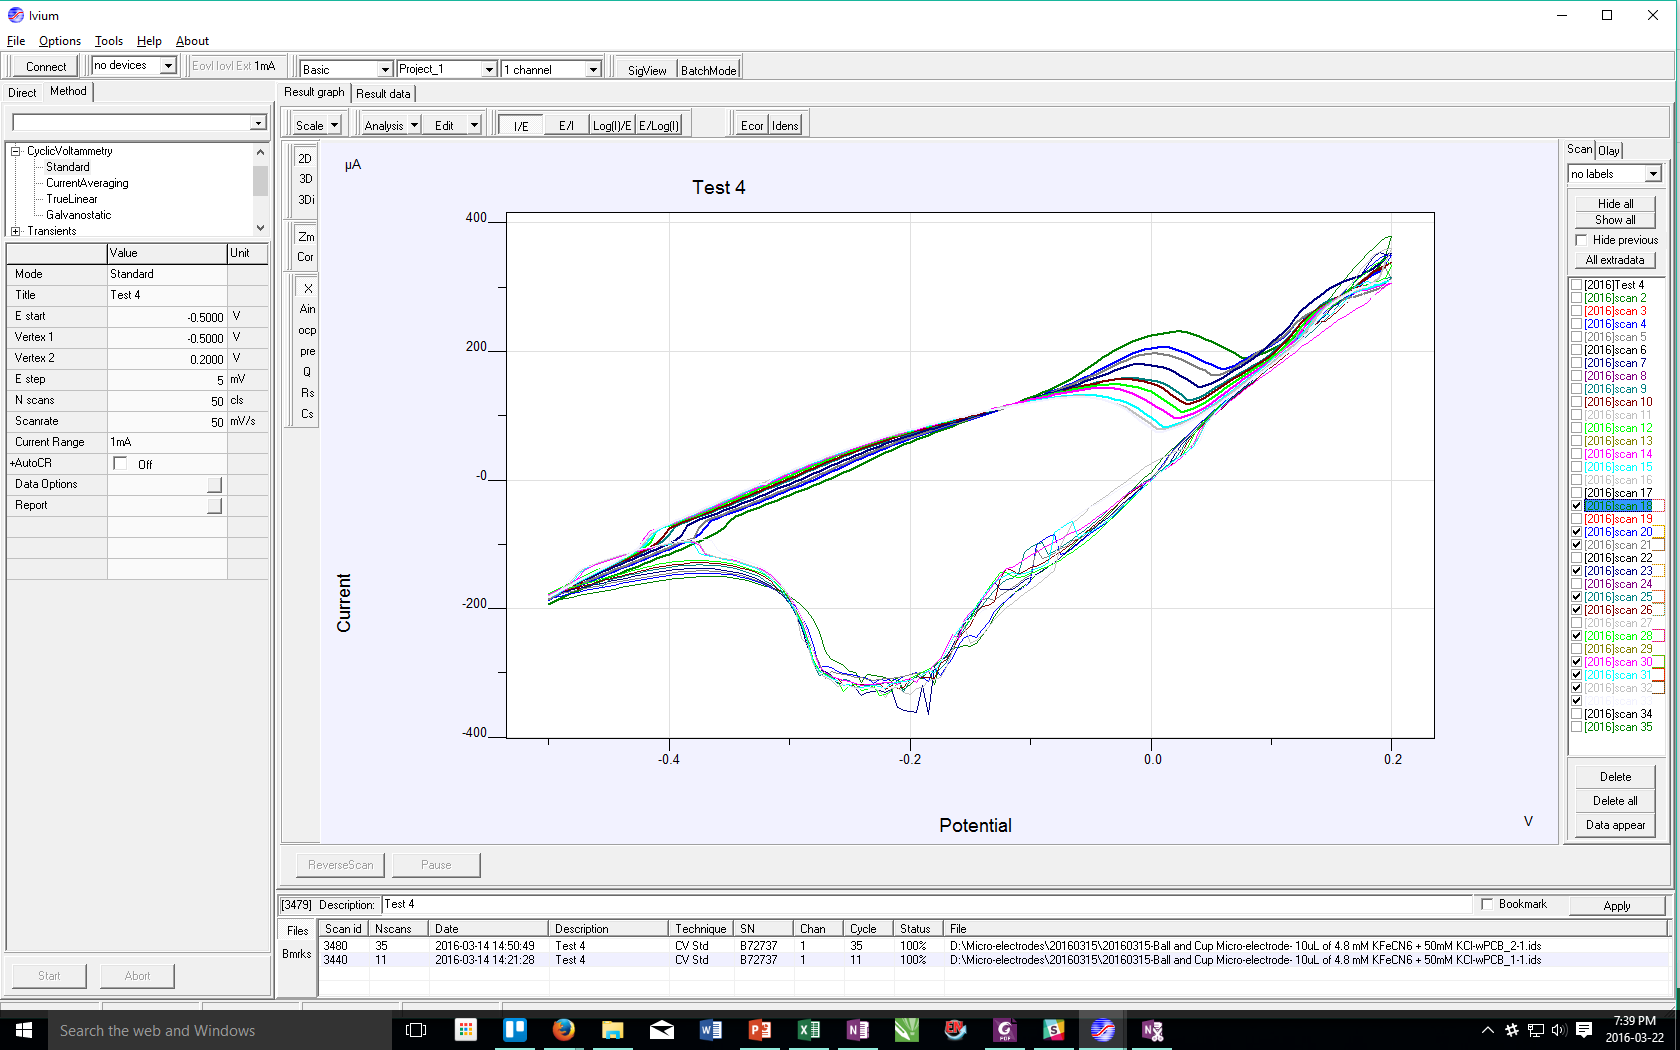 Ivium
File Options Tools Help About
Connect no devices Eovl Iovl Ext 1mA Basic Project_1 1 channel SigView BatchMode
Direct Method
Result graph Result data
Scale Analysis Edit I/E E/I Log(I)/E E/Log(I) Ecor Idens
CyclicVoltammetry
Standard
CurrentAveraging
TrueLinear
Galvanostatic
Transients
Value Unit
Mode Standard
Title Test 4
E start -0.5000 V
Vertex 1 -0.5000 V
Vertex 2 0.2000 V
E step 5 mV
N scans 50 cls
Scanrate 50 mV/s
Current Range 1mA
+AutoCR Off
Data Options
Report
Start Abort
2D
3D
3Di
Zm
Cor
X
Ain
ocp
pre
Q
Rs
Cs
µA
Test 4
400
200
-0
-200
-400
Current
-0.4 -0.2 0.0 0.2
Potential
V
Scan Olay
no labels
Hide all
Show all
Hide previous
All extradata
[2016]Test 4
[2016]scan 2
[2016]scan 3
[2016]scan 4
[2016]scan 5
[2016]scan 6
[2016]scan 7
[2016]scan 8
[2016]scan 9
[2016]scan 10
[2016]scan 11
[2016]scan 12
[2016]scan 13
[2016]scan 14
[2016]scan 15
[2016]scan 16
[2016]scan 17
[2016]scan 18
[2016]scan 19
[2016]scan 20
[2016]scan 21
[2016]scan 22
[2016]scan 23
[2016]scan 24
[2016]scan 25
[2016]scan 26
[2016]scan 27
[2016]scan 28
[2016]scan 29
[2016]scan 30
[2016]scan 31
[2016]scan 32
[2016]scan 34
[2016]scan 35
Delete
Delete all
Data appear
ReverseScan Pause
[3479] Description: Test 4 Bookmark Apply
Files
Bmrks
Scan id Nscans Date Description Technique SN Chan Cycle Status File
3480 35 2016-03-14 14:50:49 Test 4 CV Std B72737 1 35 100% D:\Micro-electrodes\20160315\20160315-Ball and Cup Micro-electrode- 10uL of 4.8 mM KFeCN6 + 50mM KCl-wPCB_2-1.ids
3440 11 2016-03-14 14:21:28 Test 4 CV Std B72737 1 11 100% D:\Micro-electrodes\20160315\20160315-Ball and Cup Micro-electrode- 10uL of 4.8 mM KFeCN6 + 50mM KCl-wPCB_1-1.ids
Search the web and Windows
7:39 PM
2016-03-22